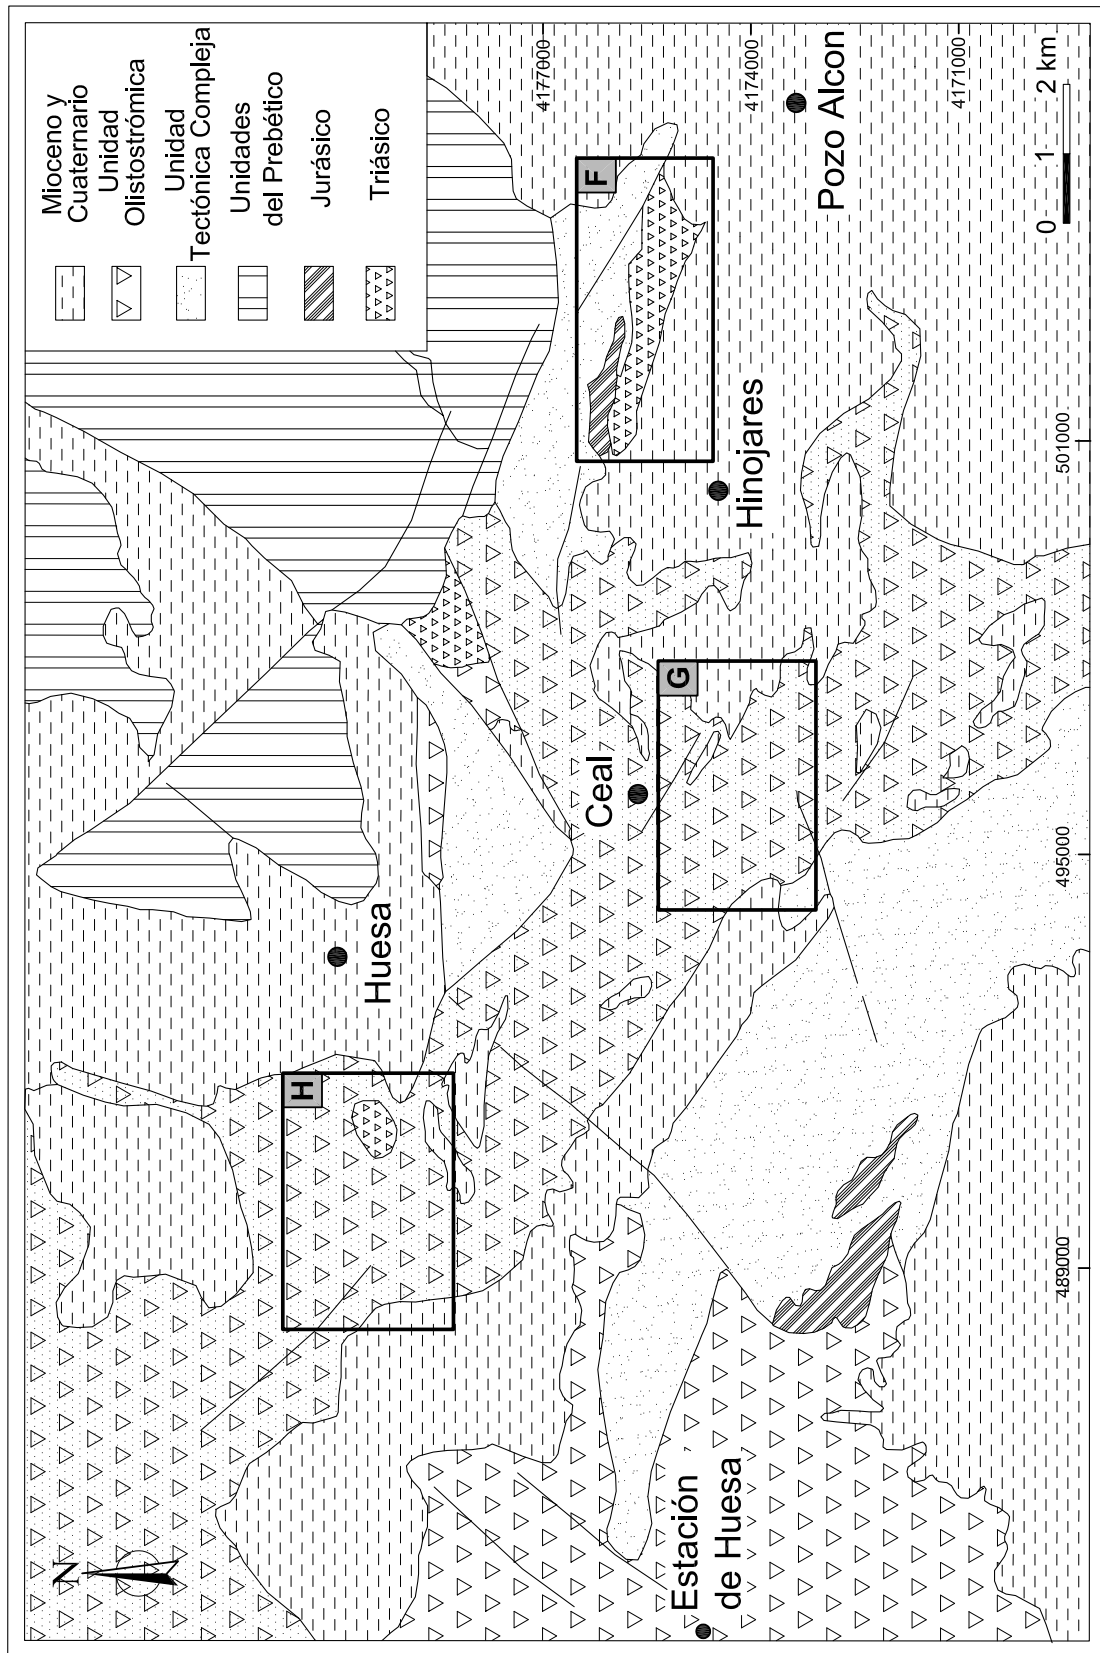 Mioceno y
Cuaternario
Unidad
Olistostrómica
Unidad
Tectónica Compleja
Unidades
del Prebético
Jurásico
Triásico
N
4177000
4174000
4171000
501000
495000
489000
Pozo Alcon
Hinojares
Ceal
Huesa
Estación
de Huesa
F
G
H
0 1 2 km